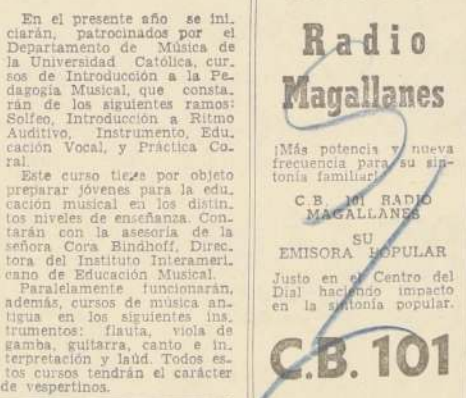 En el presente año se ini-
ciarán, patrocinados por el
Departamento de Música de
la Universidad Católica, cur-
sos de Introducción a la Pe-
dagogía Musical, que consta-
rán de los siguientes ramos:
Solfeo, Introducción a Ritmo
Auditivo, Instrumento, Edu-
cación Vocal, y Práctica Co-
ral.
Este curso tiene por objeto
preparar jóvenes para la edu-
cación musical en los distin-
tos niveles de enseñanza. Con-
tarán con la asesoría de la
señora Cora Bindhoff, Direc-
tora del Instituto Interameri-
cano de Educación Musical.
Paralelamente funcionarán,
además, cursos de música an-
tigua en los siguientes ins-
trumentos: flauta, viola de
gamba, guitarra, canto e in-
terpretación y laúd. Todos es-
tos cursos tendrán el carácter
de vespertinos.
Radio
Magallanes
¡Más potencia y nueva
frecuencia para su sin-
tonía familiar!
C.B. 101 RADIO
MAGALLANES
SU
EMISORA POPULAR
Justo en el Centro del
Dial haciendo impacto
en la sintonía popular.
C.B. 101